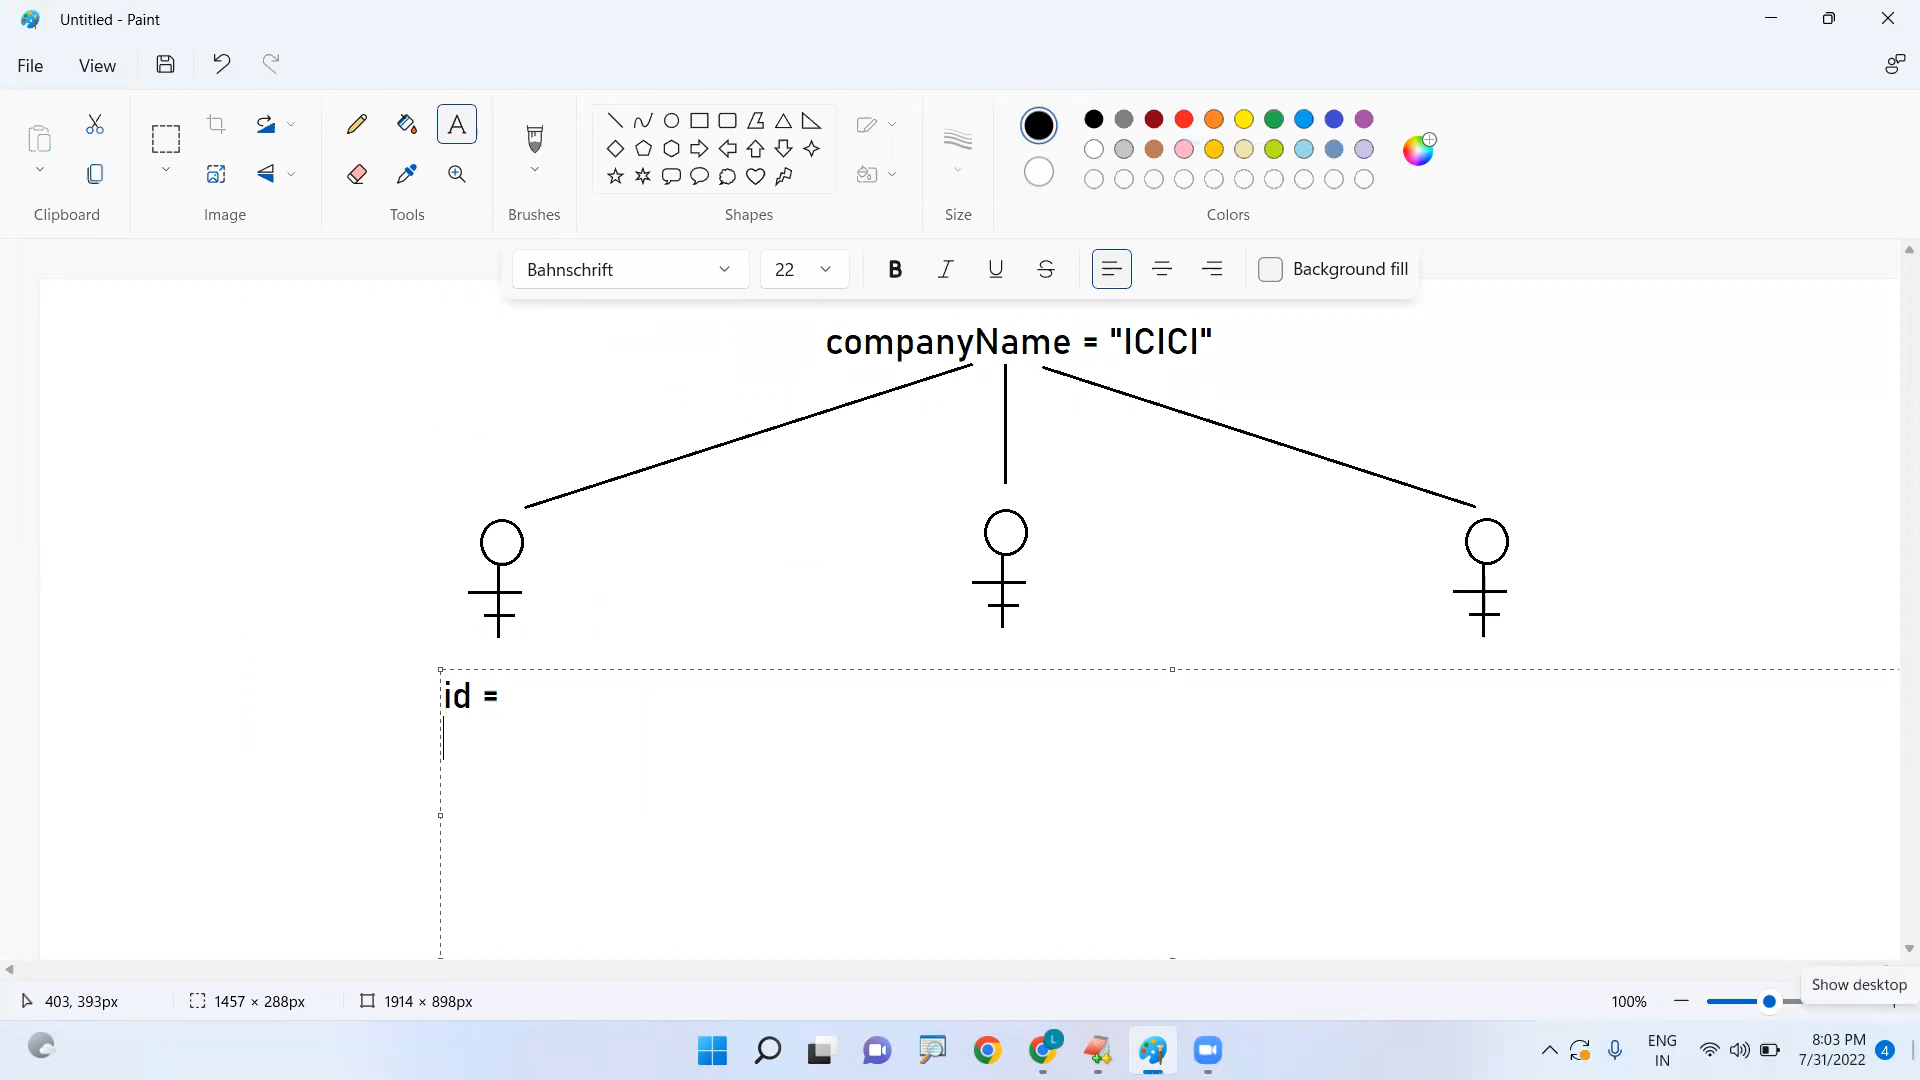 Untitled - Paint
File View
Clipboard
Image
Tools
Brushes
Shapes
Size
Colors
Bahnschrift 22 B I U S Background fill
companyName = "ICICI"
id =
403, 393px 1457 × 288px 1914 × 898px 100%
Show desktop
ENG
IN
8:03 PM
7/31/2022
4
L